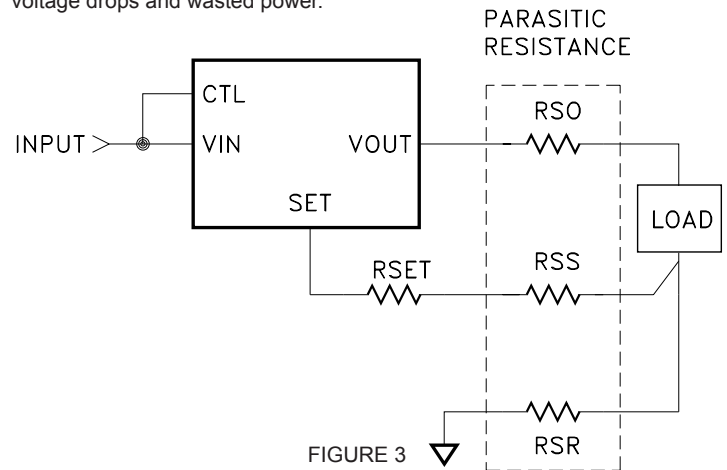 voltage drops and wasted power.
PARASITIC
RESISTANCE
CTL
RSO
INPUT
VIN
VOUT
SET
LOAD
RSET
RSS
RSR
FIGURE 3